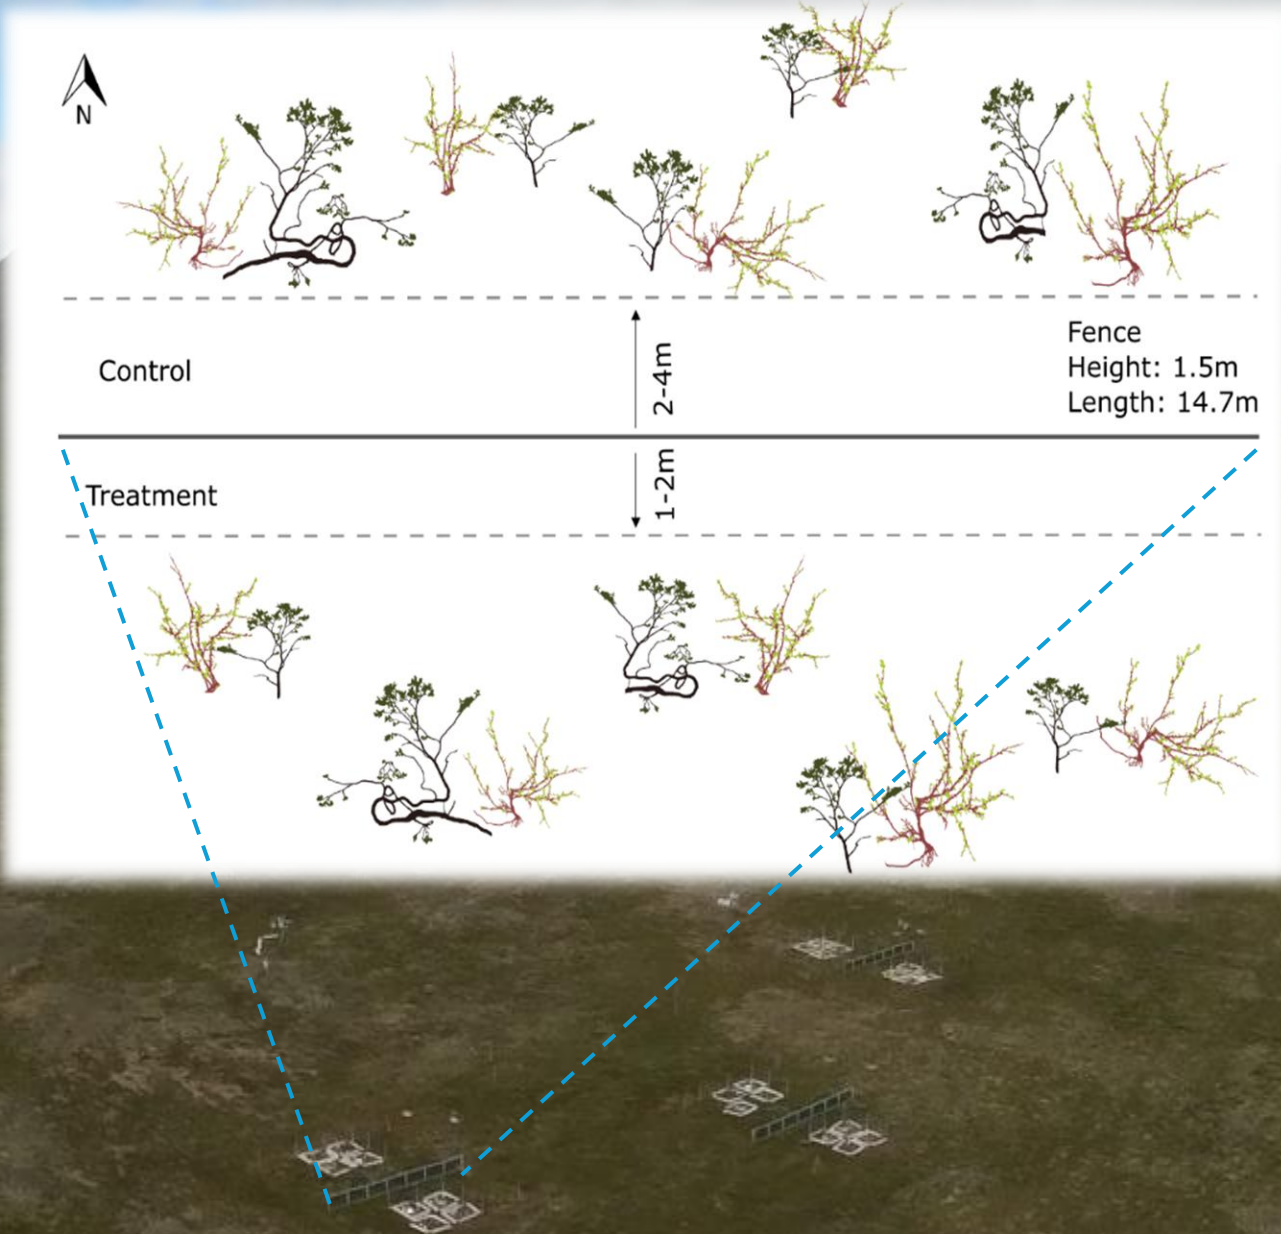 N
Control
2-4m
Fence
Height: 1.5m
Length: 14.7m
Treatment
1-2m